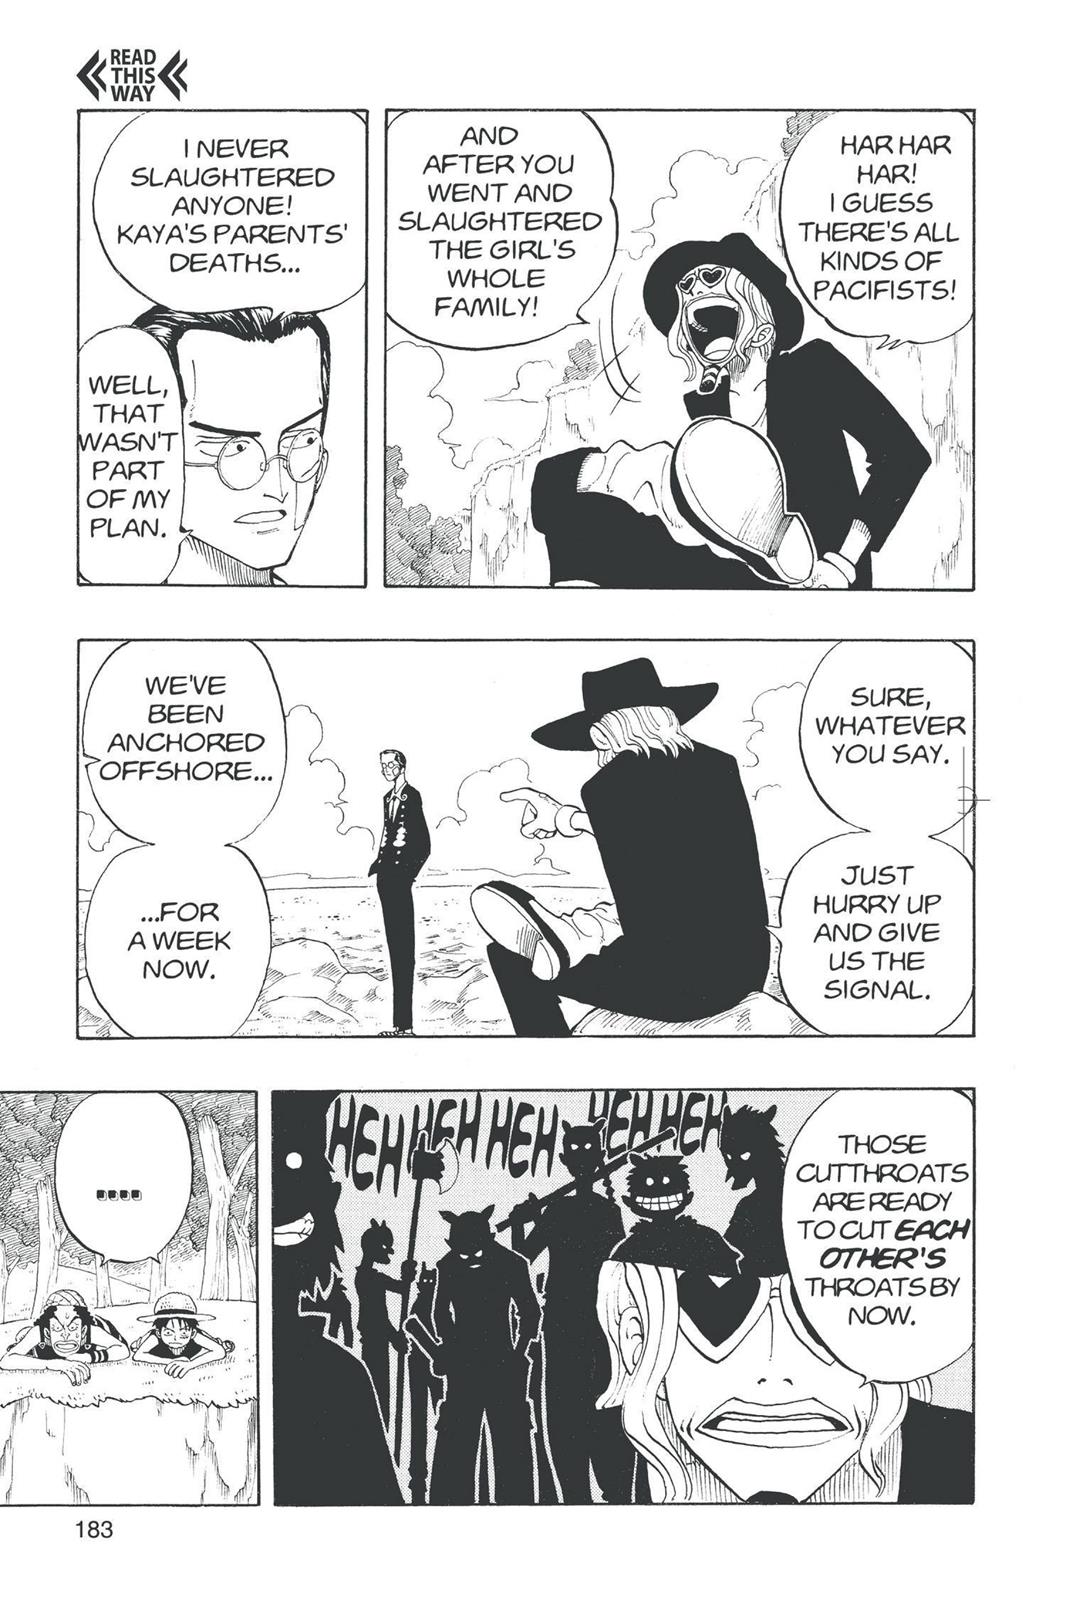 READ
THIS
WAY
HAR HAR
HAR!
I GUESS
THERE'S ALL
KINDS OF
PACIFISTS!
AND
AFTER YOU
WENT AND
SLAUGHTERED
THE GIRL'S
WHOLE
FAMILY!
I NEVER
SLAUGHTERED
ANYONE!
KAYA'S PARENTS'
DEATHS...
WELL,
THAT
WASN'T
PART
OF MY
PLAN.
SURE,
WHATEVER
YOU SAY.
JUST
HURRY UP
AND GIVE
US THE
SIGNAL.
WE'VE
BEEN
ANCHORED
OFFSHORE...
...FOR
A WEEK
NOW.
THOSE
CUTTHROATS
ARE READY
TO CUT EACH
OTHER'S
THROATS BY
NOW.
HEH HEH HEH HEH HEH
....
183